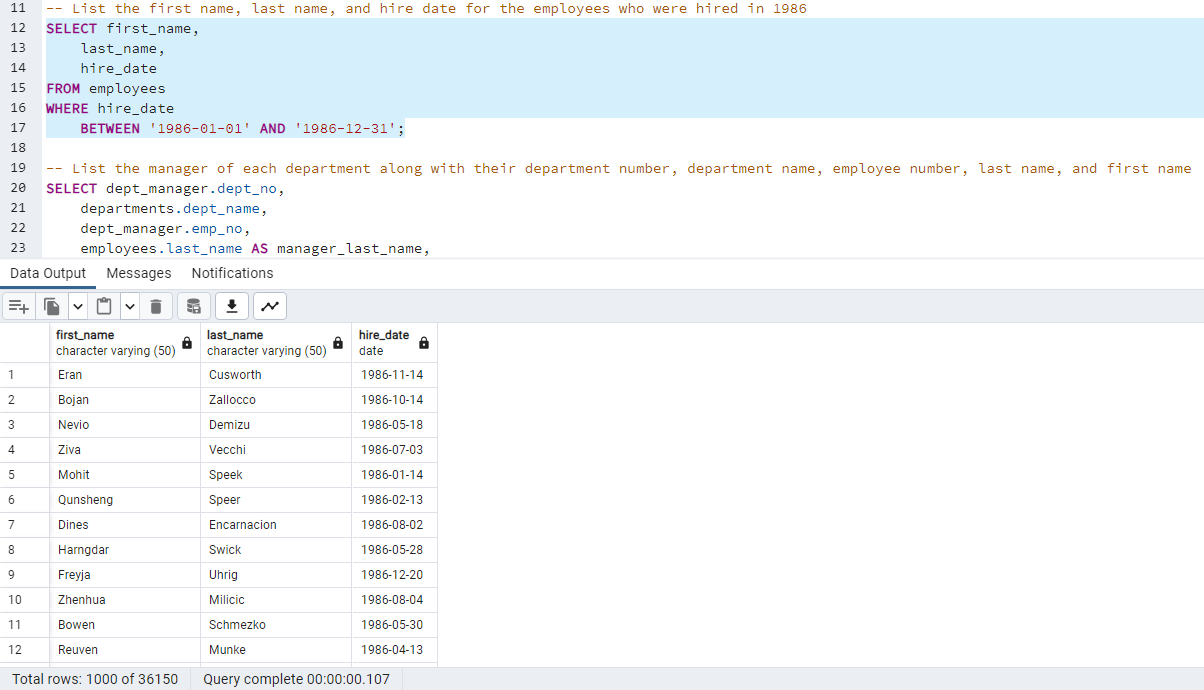 11 -- List the first name, last name, and hire date for the employees who were hired in 1986
12 SELECT first_name,
13     last_name,
14     hire_date
15 FROM employees
16 WHERE hire_date
17     BETWEEN '1986-01-01' AND '1986-12-31';
18
19 -- List the manager of each department along with their department number, department name, employee number, last name, and first name
20 SELECT dept_manager.dept_no,
21     departments.dept_name,
22     dept_manager.emp_no,
23     employees.last_name AS manager_last_name,
Data Output Messages Notifications
first_name last_name hire_date
character varying (50) character varying (50) date
1 Eran Cusworth 1986-11-14
2 Bojan Zallocco 1986-10-14
3 Nevio Demizu 1986-05-18
4 Ziva Vecchi 1986-07-03
5 Mohit Speek 1986-01-14
6 Qunsheng Speer 1986-02-13
7 Dines Encarnacion 1986-08-02
8 Harngdar Swick 1986-05-28
9 Freyja Uhrig 1986-12-20
10 Zhenhua Milicic 1986-08-04
11 Bowen Schmezko 1986-05-30
12 Reuven Munke 1986-04-13
Total rows: 1000 of 36150 Query complete 00:00:00.107